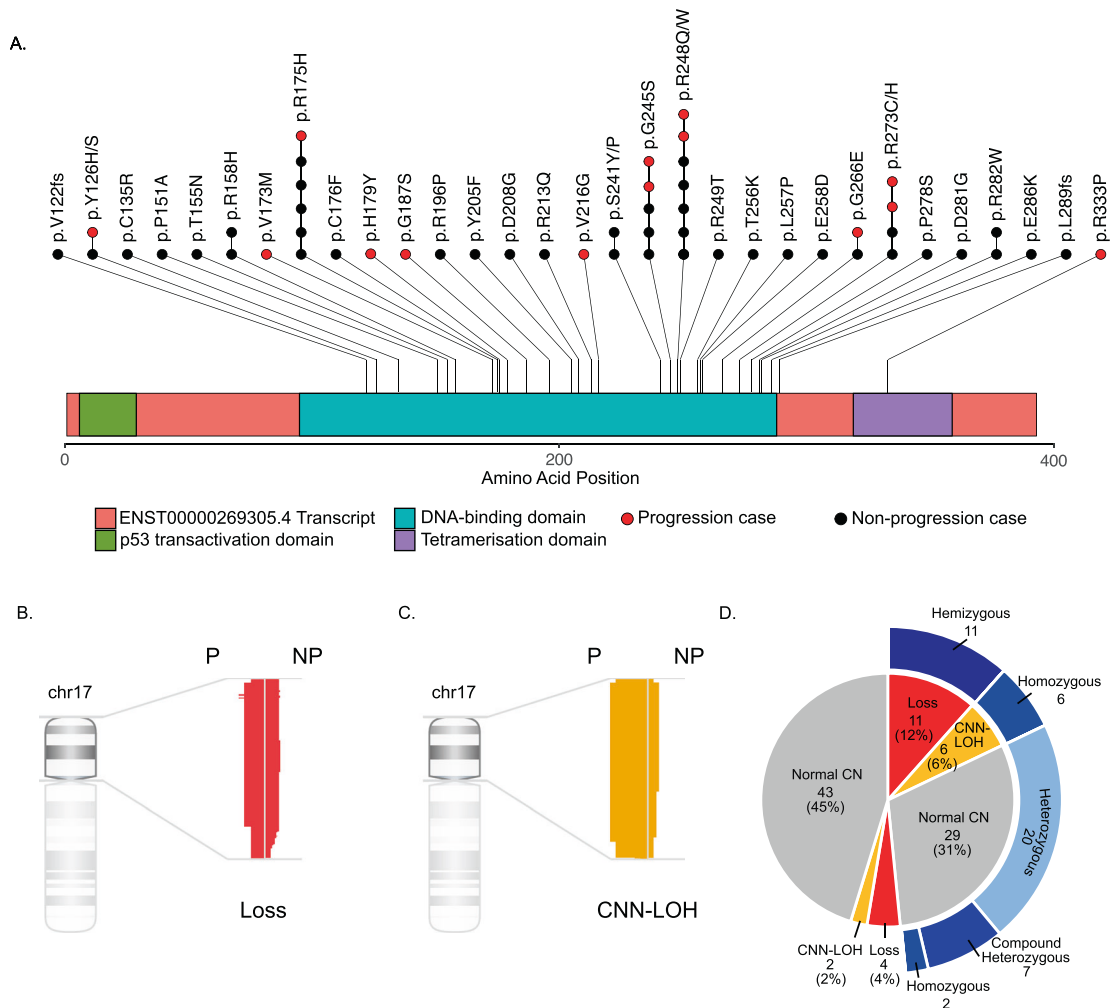 A.
p.V122fs
p.Y126H/S
p.C135R
p.P151A
p.T155N
p.R158H
p.V173M
p.R175H
p.C176F
p.H179Y
p.G187S
p.R196P
p.Y205F
p.D208G
p.R213Q
p.V216G
p.S241Y/P
p.G245S
p.R248Q/W
p.R249T
p.T256K
p.L257P
p.E258D
p.G266E
p.R273C/H
p.R278S
p.D281G
p.R282W
p.E286K
p.L289fs
p.R333P
0
200
400
Amino Acid Position
ENST00000269305.4 Transcript
DNA-binding domain
Progression case
Non-progression case
p53 transactivation domain
Tetramerisation domain
B.
P
NP
chr17
Loss
C.
P
NP
chr17
CNN-LOH
D.
Hemizygous
11
Homozygous
6
Loss
11
(12%)
CNN-
LOH
6
(6%)
Normal CN
43
(45%)
Normal CN
29
(31%)
Heterozygous
20
CNN-LOH
2
(2%)
Loss
4
(4%)
Compound
Heterozygous
7
Homozygous
2